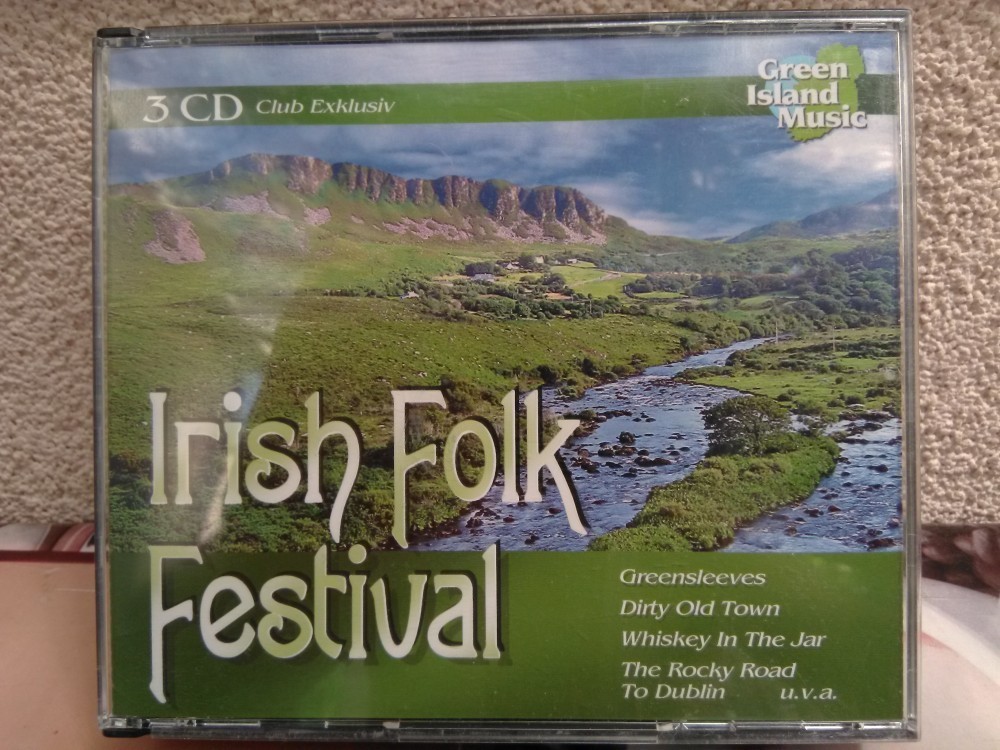 3 CD Club Exklusiv
Green
Island
Music
Irish Folk
Festival
Greensleeves
Dirty Old Town
Whiskey In The Jar
The Rocky Road
To Dublin u.v.a.